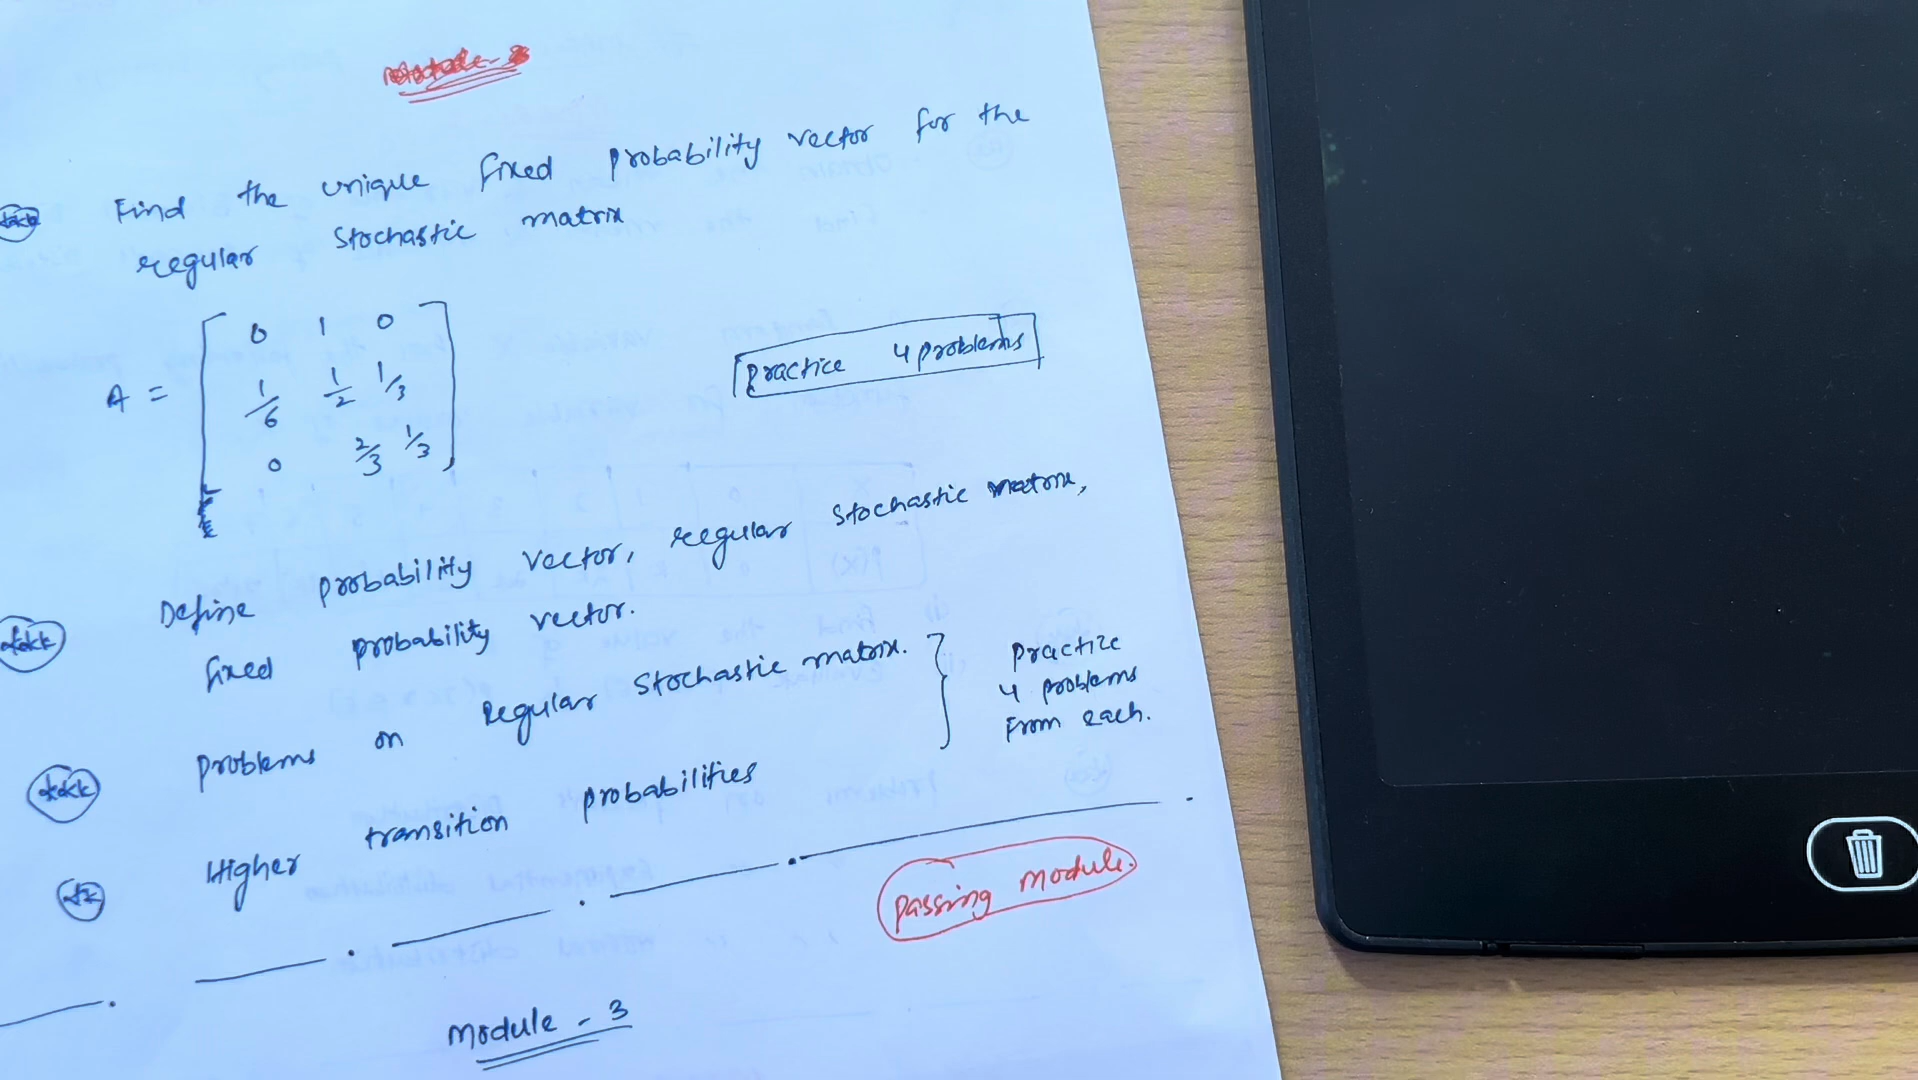 Find the unique fixed probability vector for the
regular stochastic matrix
A = [ 0 1 0
1/6 1/2 1/3
0 2/3 1/3 ]
Practice 4 problems
Define probability vector, regular stochastic matrix,
fixed probability vector.
Problems on Regular Stochastic matrix.
Higher transition probabilities
Practice
4 problems
From each.
Passing module.
Module - 3